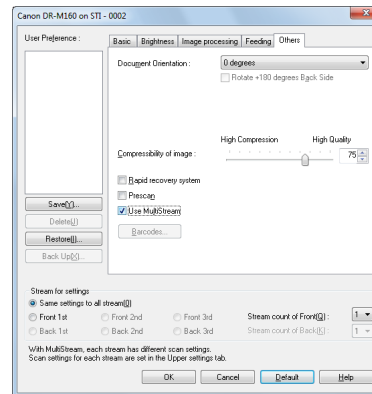 Canon DR-M160 on STI - 0002
User Preference :
Basic Brightness Image processing Feeding Others
Document Orientation : 0 degrees
Rotate +180 degrees Back Side
High Compression High Quality
Compressibility of image : 75
Rapid recovery system
Prescan
Use MultiStream
Barcodes...
Save(Y)...
Delete(J)
Restore(I)...
Back Up(X)...
Stream for settings
Same settings to all stream(0)
Front 1st Front 2nd Front 3rd Stream count of Front(Q) : 1
Back 1st Back 2nd Back 3rd Stream count of Back(K) : 1
With MultiStream, each stream has different scan settings.
Scan settings for each stream are set in the Upper settings tab.
OK Cancel Default Help